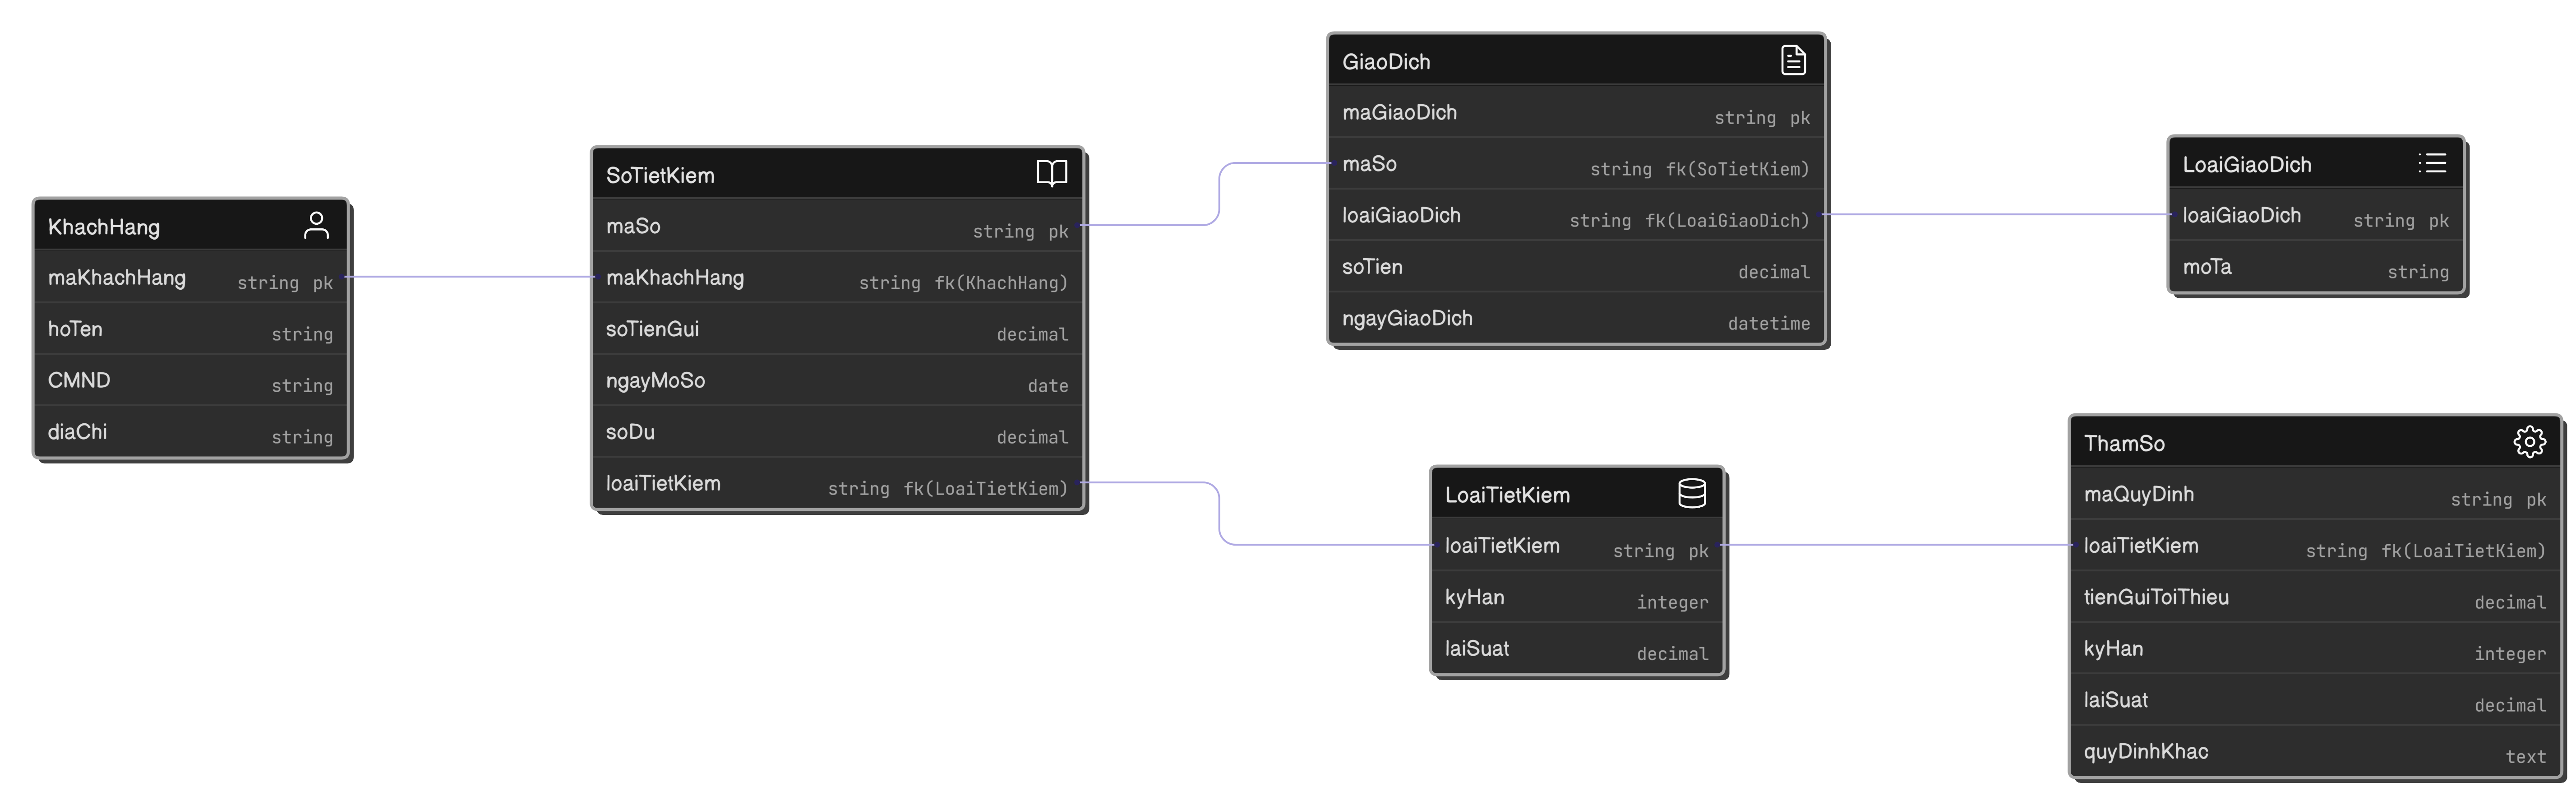 KhachHang
maKhachHang string pk
hoTen string
CMND string
diaChi string
SoTietKiem
maSo string pk
maKhachHang string fk(KhachHang)
soTienGui decimal
ngayMoSo date
soDu decimal
loaiTietKiem string fk(LoaiTietKiem)
GiaoDich
maGiaoDich string pk
maSo string fk(SoTietKiem)
loaiGiaoDich string fk(LoaiGiaoDich)
soTien decimal
ngayGiaoDich datetime
LoaiGiaoDich
loaiGiaoDich string pk
moTa string
LoaiTietKiem
loaiTietKiem string pk
kyHan integer
laiSuat decimal
ThamSo
maQuyDinh string pk
loaiTietKiem string fk(LoaiTietKiem)
tienGuiToiThieu decimal
kyHan integer
laiSuat decimal
quyDinhKhac text